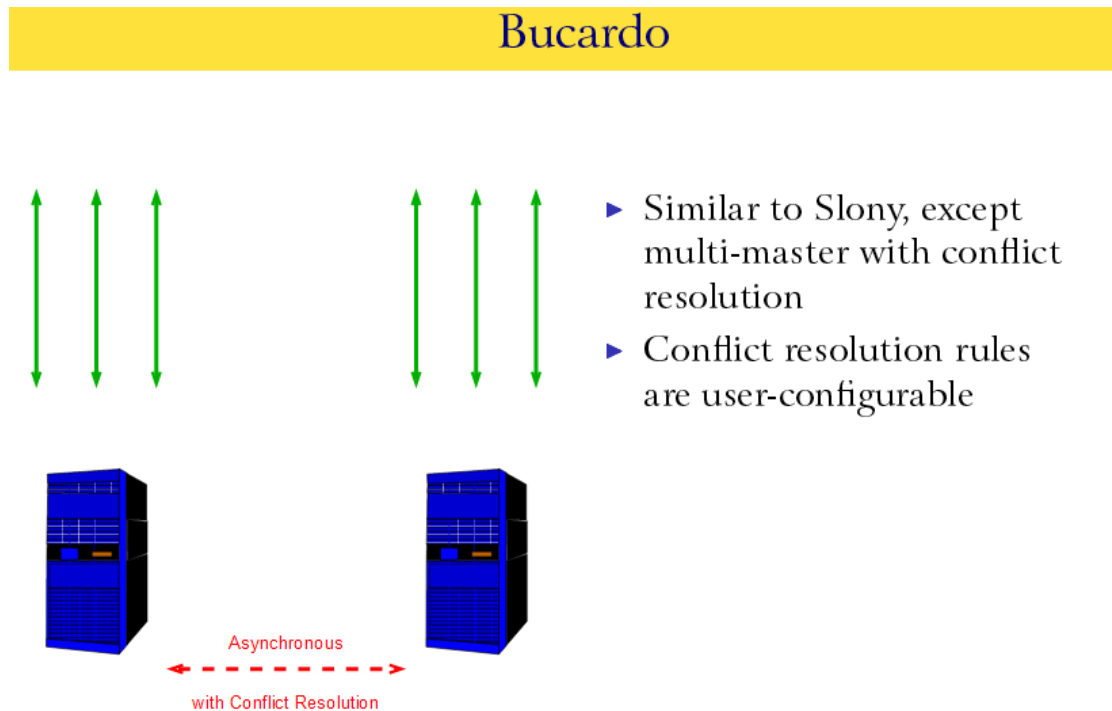 Bucardo
Similar to Slony, except
multi-master with conflict
resolution
Conflict resolution rules
are user-configurable
Asynchronous
with Conflict Resolution